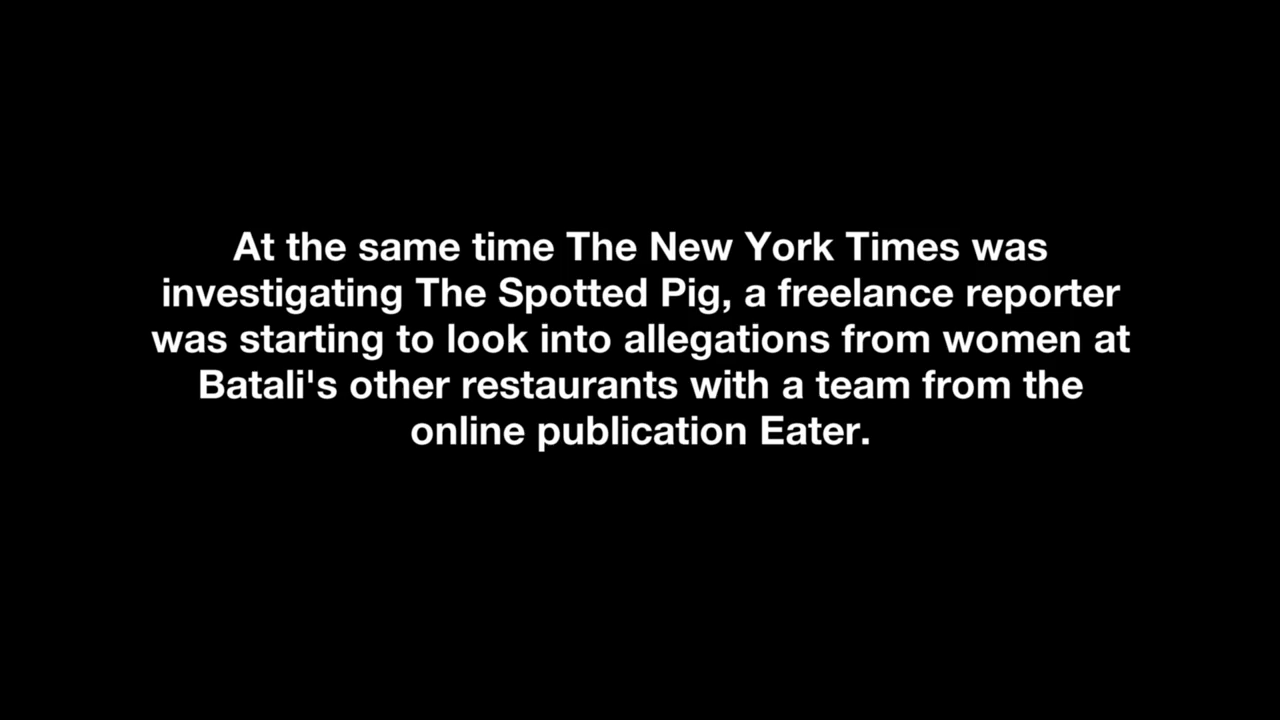 At the same time The New York Times was
investigating The Spotted Pig, a freelance reporter
was starting to look into allegations from women at
Batali's other restaurants with a team from the
online publication Eater.